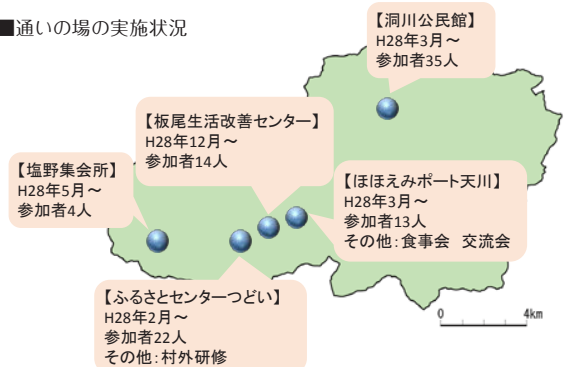 ■通いの場の実施状況
【洞川公民館】
H28年3月～
参加者35人
【板尾生活改善センター】
H28年12月～
参加者14人
【塩野集会所】
H28年5月～
参加者4人
【ほほえみポート天川】
H28年3月～
参加者13人
その他：食事会　交流会
【ふるさとセンターつどい】
H28年2月～
参加者22人
その他：村外研修
0 4km